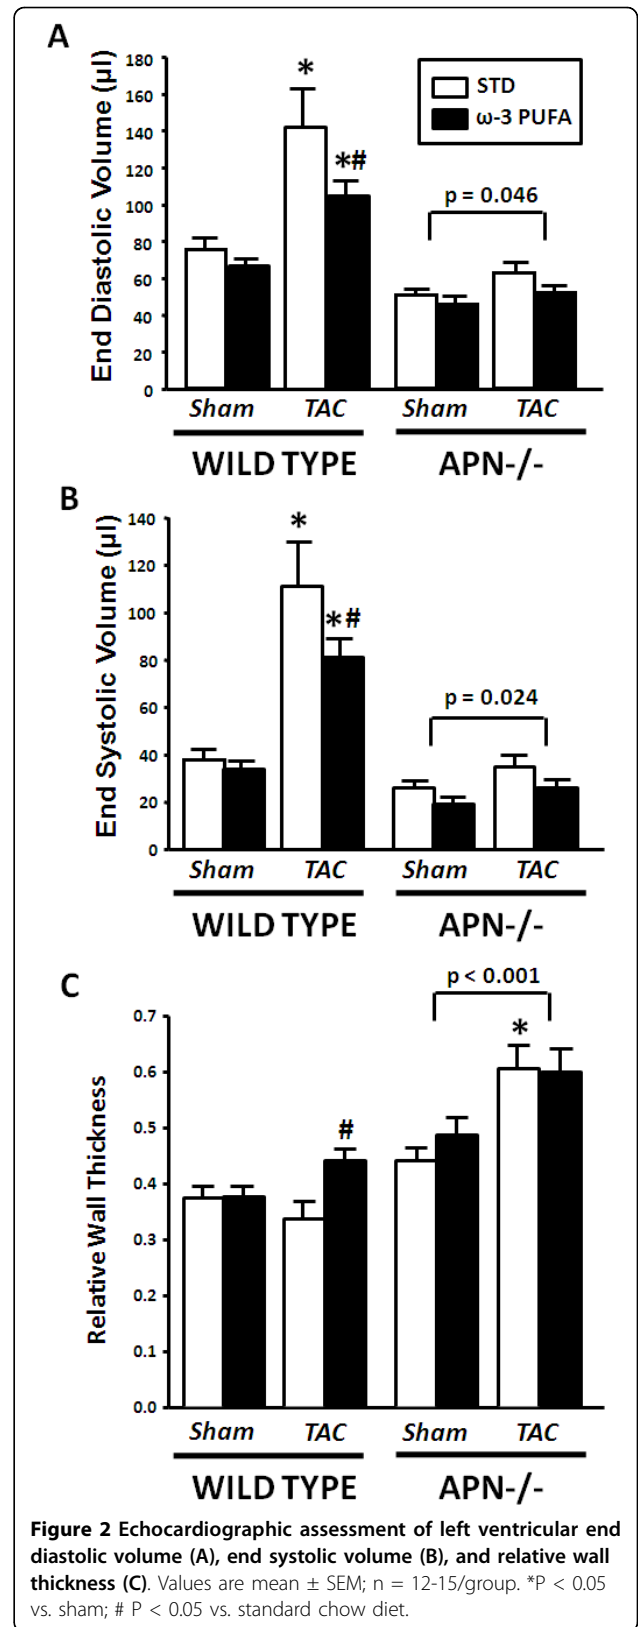 A
End Diastolic Volume (µl)
180
160
140
120
100
80
60
40
20
0
STD
ω-3 PUFA
*
*#
p = 0.046
Sham TAC Sham TAC
WILD TYPE APN-/-
B
End Systolic Volume (µl)
140
120
100
80
60
40
20
0
*
*#
p = 0.024
Sham TAC Sham TAC
WILD TYPE APN-/-
C
Relative Wall Thickness
0.7
0.6
0.5
0.4
0.3
0.2
0.1
0.0
p < 0.001
*
#
Sham TAC Sham TAC
WILD TYPE APN-/-
Figure 2 Echocardiographic assessment of left ventricular end
diastolic volume (A), end systolic volume (B), and relative wall
thickness (C). Values are mean ± SEM; n = 12-15/group. *P < 0.05
vs. sham; # P < 0.05 vs. standard chow diet.